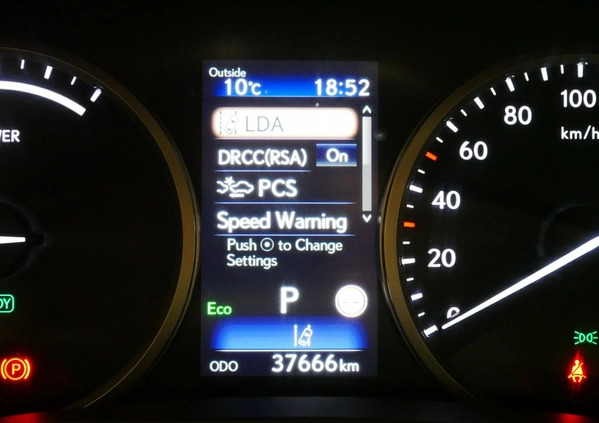 Outside
10°C 18:52
LDA
DRCC(RSA) On
PCS
Speed Warning
Push to Change
Settings
P
Eco
ODO 37666km
100
80
km/h
60
40
20
0
P